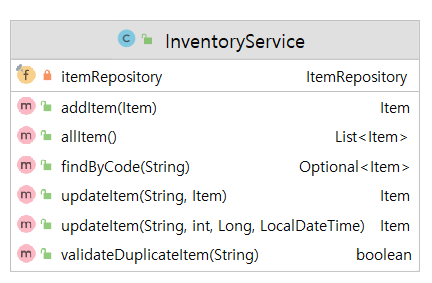 C InventoryService
f itemRepository ItemRepository
m addItem(Item) Item
m allItem() List<Item>
m findByCode(String) Optional<Item>
m updateItem(String, Item) Item
m updateItem(String, int, Long, LocalDateTime) Item
m validateDuplicateItem(String) boolean